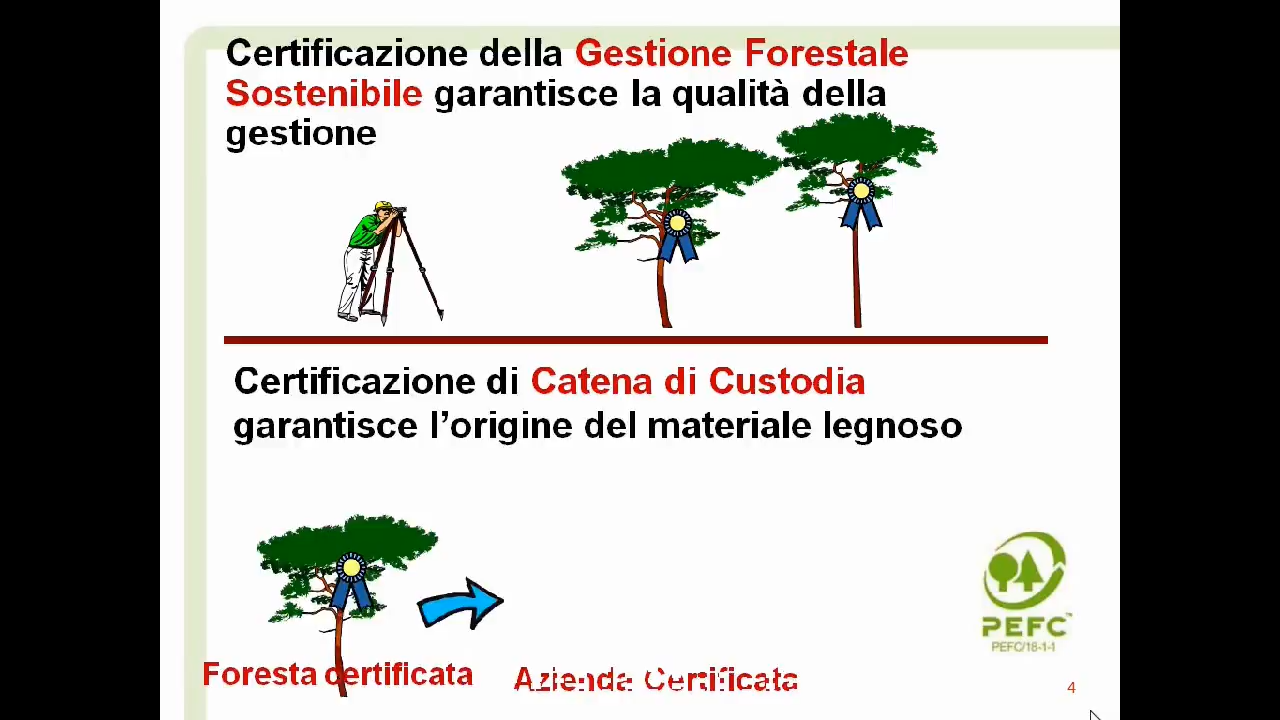 Certificazione della Gestione Forestale
Sostenibile garantisce la qualità della
gestione
Certificazione di Catena di Custodia
garantisce l’origine del materiale legnoso
PEFC™
PEFC/18-1-1
Foresta certificata
Azienda Certificata
4